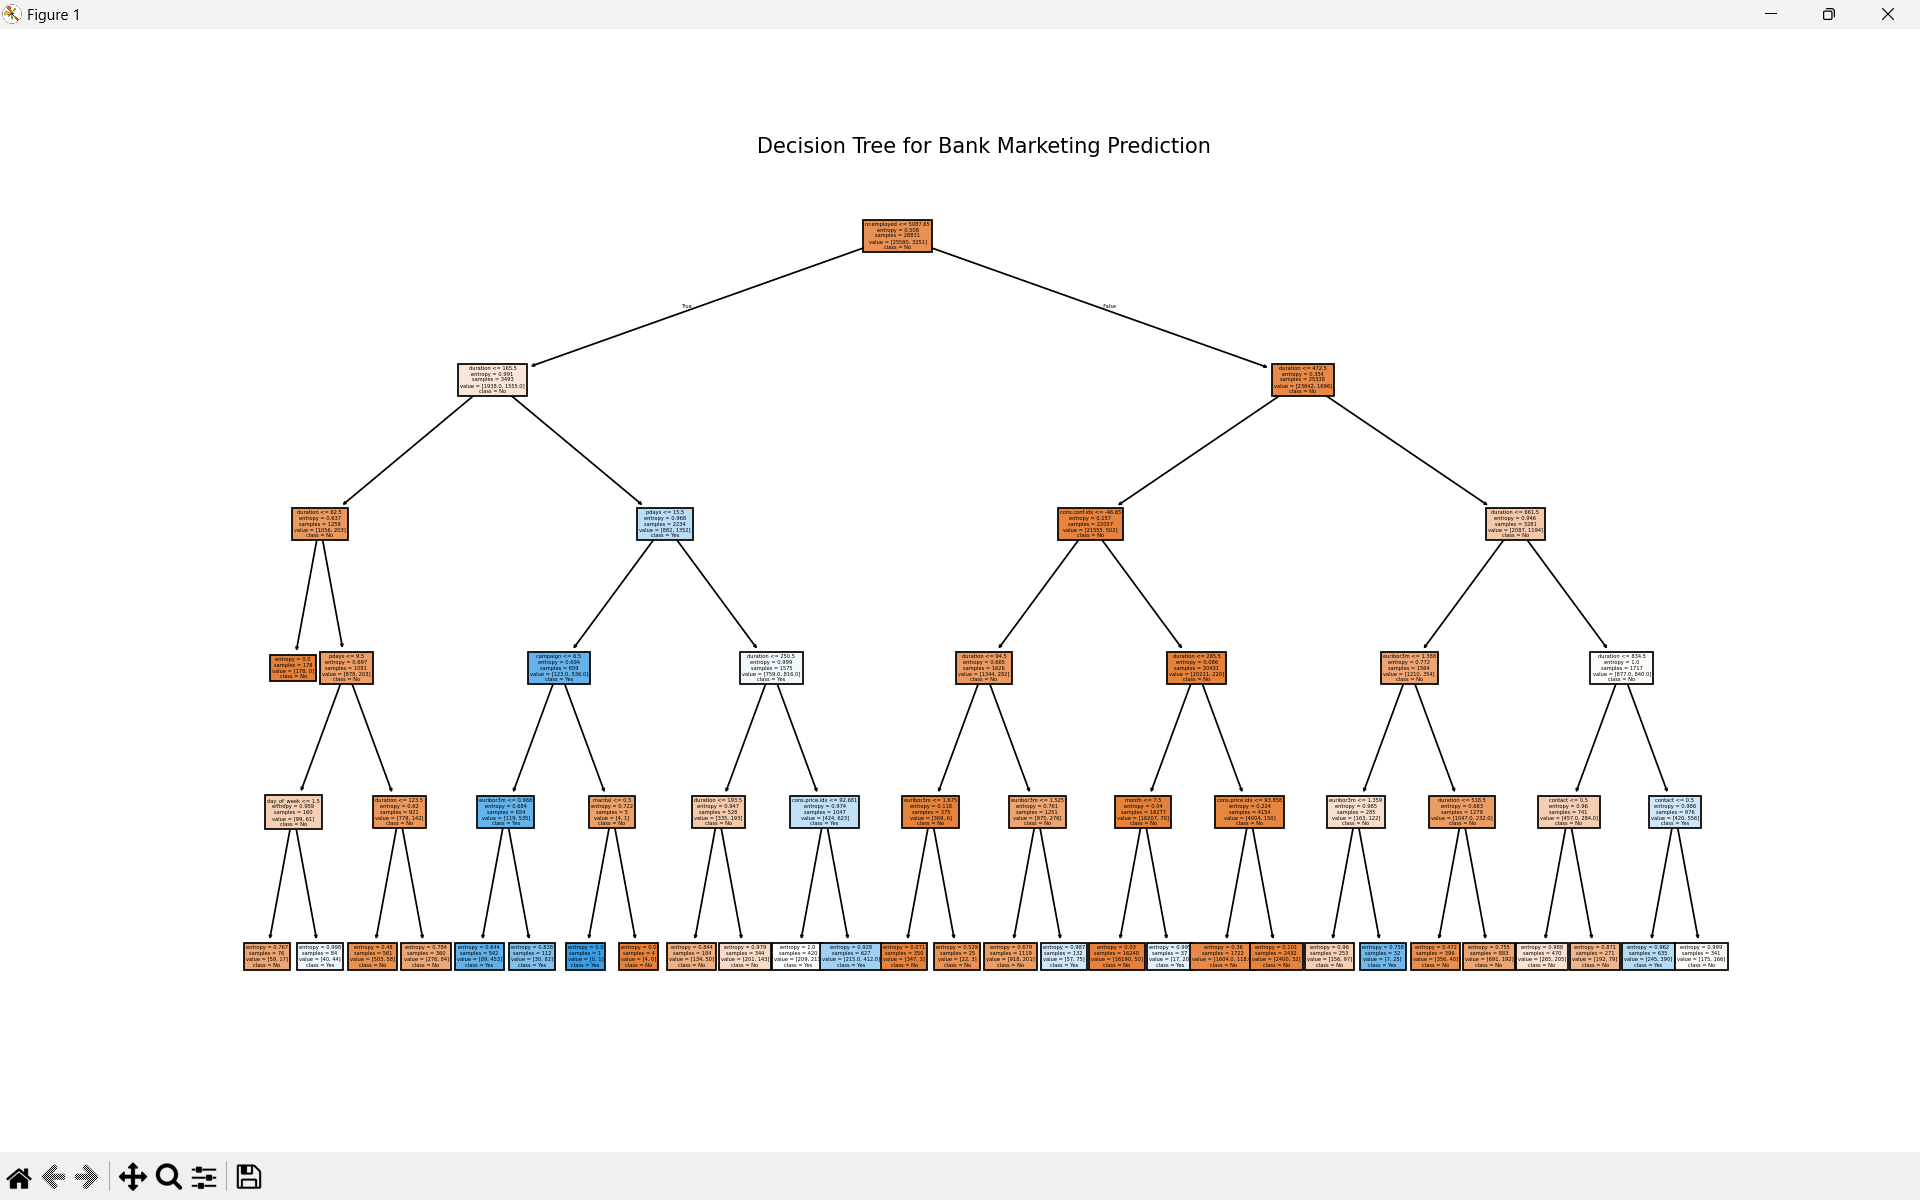 Figure 1
Decision Tree for Bank Marketing Prediction
nr.employed <= 5087.65
entropy = 0.508
samples = 28831
value = [25580, 3251]
class = No
True
False
duration <= 165.5
entropy = 0.991
samples = 3493
value = [1938.0, 1555.0]
class = No
duration <= 472.5
entropy = 0.354
samples = 25338
value = [23642, 1696]
class = No
duration <= 62.5
entropy = 0.637
samples = 1259
value = [1056, 203]
class = No
pdays <= 15.5
entropy = 0.968
samples = 2234
value = [882, 1352]
class = Yes
cons.conf.idx <= -46.65
entropy = 0.157
samples = 22057
value = [21555, 502]
class = No
duration <= 661.5
entropy = 0.946
samples = 3281
value = [2087, 1194]
class = No
entropy = 0.0
samples = 178
value = [178, 0]
class = No
pdays <= 9.5
entropy = 0.697
samples = 1081
value = [878, 203]
class = No
campaign <= 6.5
entropy = 0.694
samples = 659
value = [123.0, 536.0]
class = Yes
duration <= 250.5
entropy = 0.999
samples = 1575
value = [759.0, 816.0]
class = Yes
duration <= 94.5
entropy = 0.665
samples = 1626
value = [1344, 282]
class = No
duration <= 265.5
entropy = 0.086
samples = 20431
value = [20211, 220]
class = No
euribor3m <= 1.388
entropy = 0.772
samples = 1564
value = [1210, 354]
class = No
duration <= 834.5
entropy = 1.0
samples = 1717
value = [877.0, 840.0]
class = No
day_of_week <= 1.5
entropy = 0.959
samples = 160
value = [99, 61]
class = No
duration <= 123.5
entropy = 0.62
samples = 921
value = [779, 142]
class = No
euribor3m <= 0.968
entropy = 0.684
samples = 654
value = [119, 535]
class = Yes
marital <= 0.5
entropy = 0.722
samples = 5
value = [4, 1]
class = No
duration <= 193.5
entropy = 0.947
samples = 528
value = [335, 193]
class = No
cons.price.idx <= 92.681
entropy = 0.974
samples = 1047
value = [424, 623]
class = Yes
euribor3m <= 1.675
entropy = 0.118
samples = 375
value = [369, 6]
class = No
euribor3m <= 1.525
entropy = 0.761
samples = 1251
value = [975, 276]
class = No
month <= 7.5
entropy = 0.04
samples = 16277
value = [16207, 70]
class = No
cons.price.idx <= 93.858
entropy = 0.224
samples = 4154
value = [4004, 150]
class = No
euribor3m <= 1.359
entropy = 0.985
samples = 285
value = [163, 122]
class = No
duration <= 518.5
entropy = 0.683
samples = 1279
value = [1047.0, 232.0]
class = No
contact <= 0.5
entropy = 0.96
samples = 741
value = [457.0, 284.0]
class = No
contact <= 0.5
entropy = 0.986
samples = 976
value = [420, 556]
class = Yes
entropy = 0.767
samples = 76
value = [59, 17]
class = No
entropy = 0.998
samples = 84
value = [40, 44]
class = Yes
entropy = 0.48
samples = 561
value = [503, 58]
class = No
entropy = 0.784
samples = 360
value = [276, 84]
class = No
entropy = 0.644
samples = 542
value = [89, 453]
class = Yes
entropy = 0.838
samples = 112
value = [30, 82]
class = Yes
entropy = 0.0
samples = 1
value = [0, 1]
class = Yes
entropy = 0.0
samples = 4
value = [4, 0]
class = No
entropy = 0.844
samples = 184
value = [134, 50]
class = No
entropy = 0.979
samples = 344
value = [201, 143]
class = No
entropy = 1.0
samples = 420
value = [209, 21
class = Yes
entropy = 0.928
samples = 627
value = [215.0, 412.0]
class = Yes
entropy = 0.071
samples = 350
value = [347, 3]
class = No
entropy = 0.529
samples = 25
value = [22, 3]
class = No
entropy = 0.679
samples = 1119
value = [918, 201]
class = No
entropy = 0.987
samples = 132
value = [57, 75]
class = Yes
entropy = 0.03
samples = 16240
value = [16190, 50]
class = No
entropy = 0.995
samples = 37
value = [17, 20
class = Yes
entropy = 0.36
samples = 1722
value = [1604.0, 118.
class = No
entropy = 0.101
samples = 2432
value = [2400, 32]
class = No
entropy = 0.96
samples = 253
value = [156, 97]
class = No
entropy = 0.758
samples = 32
value = [7, 25]
class = Yes
entropy = 0.472
samples = 396
value = [356, 40]
class = No
entropy = 0.755
samples = 883
value = [691, 192]
class = No
entropy = 0.988
samples = 470
value = [265, 205]
class = No
entropy = 0.871
samples = 271
value = [192, 79]
class = No
entropy = 0.962
samples = 635
value = [245, 390]
class = Yes
entropy = 0.999
samples = 341
value = [175, 166]
class = No